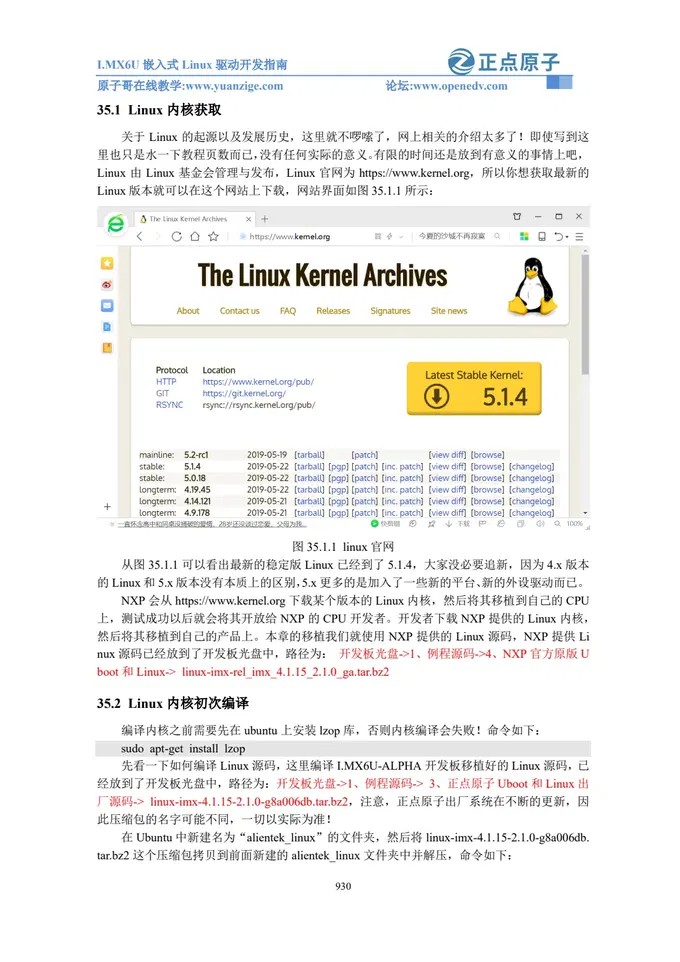 I.MX6U 嵌入式 Linux 驱动开发指南
正点原子
原子哥在线教学:www.yuanzige.com 论坛:www.openedv.com
35.1 Linux 内核获取
关于 Linux 的起源以及发展历史，这里就不啰嗦了，网上相关的介绍太多了！即使写到这
里也只是水一下教程页数而已，没有任何实际的意义。有限的时间还是放到有意义的事情上吧，
Linux 由 Linux 基金会管理与发布，Linux 官网为 https://www.kernel.org，所以你想获取最新的
Linux 版本就可以在这个网站上下载，网站界面如图 35.1.1 所示：
The Linux Kernel Archives
https://www.kernel.org 今夏的沙城不再寂寞
The Linux Kernel Archives
About Contact us FAQ Releases Signatures Site news
Protocol Location
HTTP https://www.kernel.org/pub/
GIT https://git.kernel.org/
RSYNC rsync://rsync.kernel.org/pub/
Latest Stable Kernel:
5.1.4
mainline: 5.2-rc1 2019-05-19 [tarball] [patch] [view diff] [browse]
stable: 5.1.4 2019-05-22 [tarball] [pgp] [patch] [inc. patch] [view diff] [browse] [changelog]
stable: 5.0.18 2019-05-22 [tarball] [pgp] [patch] [inc. patch] [view diff] [browse] [changelog]
longterm: 4.19.45 2019-05-22 [tarball] [pgp] [patch] [inc. patch] [view diff] [browse] [changelog]
longterm: 4.14.121 2019-05-21 [tarball] [pgp] [patch] [inc. patch] [view diff] [browse] [changelog]
longterm: 4.9.178 2019-05-21 [tarball] [pgp] [patch] [inc. patch] [view diff] [browse] [changelog]
快剪辑 下载 100%
图 35.1.1 linux 官网
从图 35.1.1 可以看出最新的稳定版 Linux 已经到了 5.1.4，大家没必要追新，因为 4.x 版本
的 Linux 和 5.x 版本没有本质上的区别，5.x 更多的是加入了一些新的平台、新的外设驱动而已。
NXP 会从 https://www.kernel.org 下载某个版本的 Linux 内核，然后将其移植到自己的 CPU
上，测试成功以后就会将其开放给 NXP 的 CPU 开发者。开发者下载 NXP 提供的 Linux 内核，
然后将其移植到自己的产品上。本章的移植我们就使用 NXP 提供的 Linux 源码，NXP 提供 Li
nux 源码已经放到了开发板光盘中，路径为： 开发板光盘->1、例程源码->4、NXP 官方原版 U
boot 和 Linux-> linux-imx-rel_imx_4.1.15_2.1.0_ga.tar.bz2
35.2 Linux 内核初次编译
编译内核之前需要先在 ubuntu 上安装 lzop 库，否则内核编译会失败！命令如下：
sudo apt-get install lzop
先看一下如何编译 Linux 源码，这里编译 I.MX6U-ALPHA 开发板移植好的 Linux 源码，已
经放到了开发板光盘中，路径为：开发板光盘->1、例程源码-> 3、正点原子 Uboot 和 Linux 出
厂源码-> linux-imx-4.1.15-2.1.0-g8a006db.tar.bz2，注意，正点原子出厂系统在不断的更新，因
此压缩包的名字可能不同，一切以实际为准！
在 Ubuntu 中新建名为“alientek_linux”的文件夹，然后将 linux-imx-4.1.15-2.1.0-g8a006db.
tar.bz2 这个压缩包拷贝到前面新建的 alientek_linux 文件夹中并解压，命令如下：
930